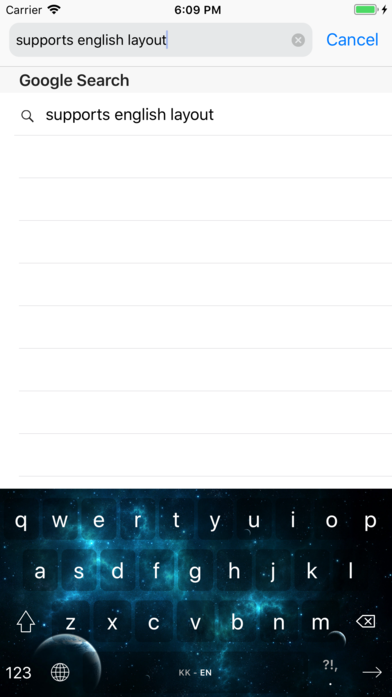 Carrier 6:09 PM
supports english layout Cancel
Google Search
supports english layout
q w e r t y u i o p
a s d f g h j k l
z x c v b n m
123 KK - EN ?!,.